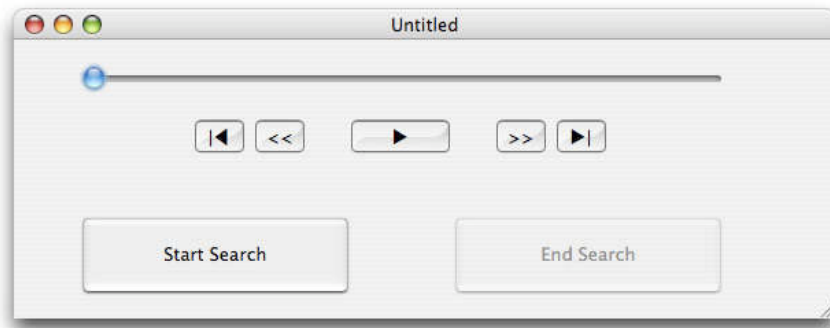 Untitled
|◀ << ▶ >> ▶|
Start Search End Search